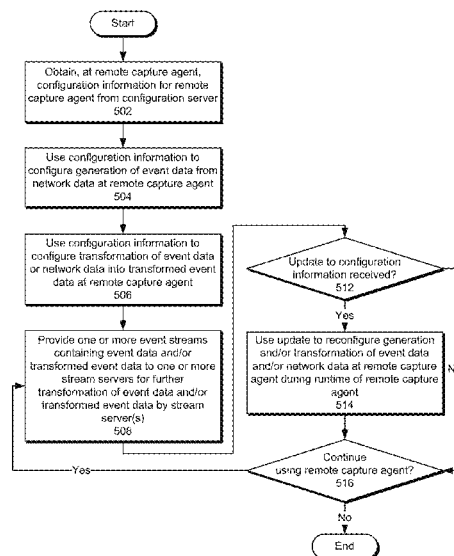 Start
Obtain, at remote capture agent,
configuration information for remote
capture agent from configuration server
502
Use configuration information to
configure generation of event data from
network data at remote capture agent
504
Use configuration information to
configure transformation of event data
or network data into transformed event
data at remote capture agent
506
Provide one or more event streams
containing event data and/or
transformed event data to one or more
stream servers for further
transformation of event data and/or
transformed event data by stream
server(s)
508
Update to configuration
information received?
512
Yes
Use update to reconfigure generation
and/or transformation of event data
and/or network data at remote capture
agent during runtime of remote capture
agent
514
N
Continue
using remote capture agent?
516
Yes
No
End